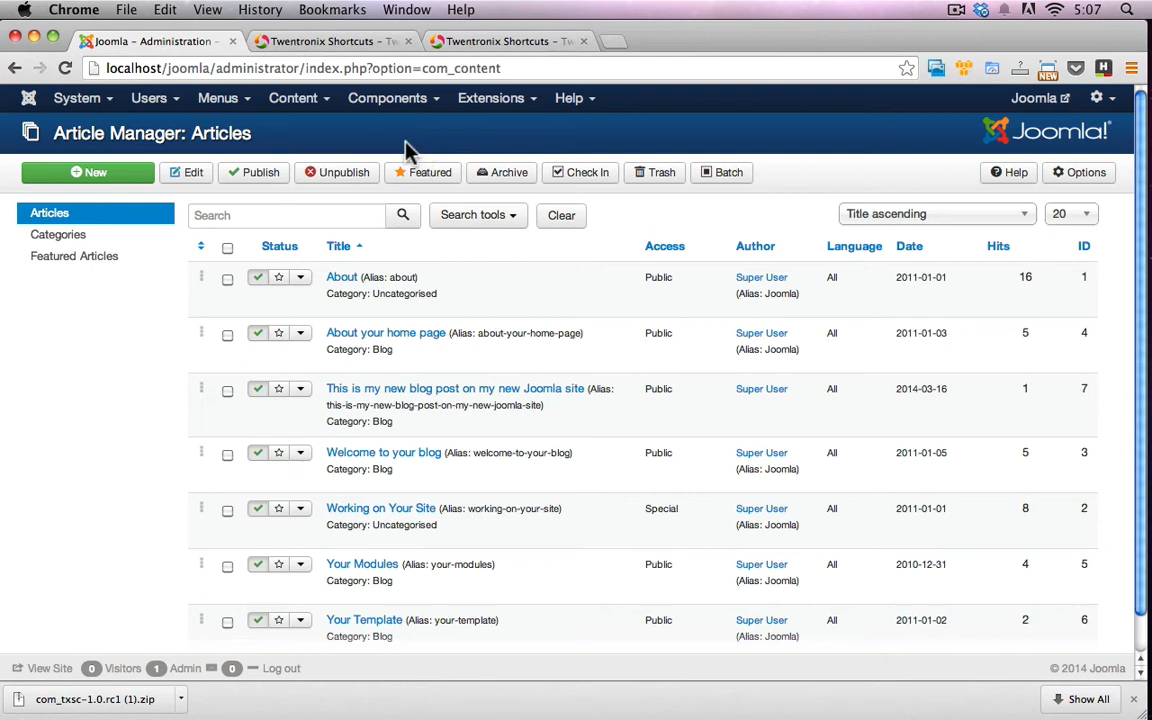 Chrome File Edit View History Bookmarks Window Help 5:07
Joomla - Administration - Twentronix Shortcuts - Tw Twentronix Shortcuts - Tw
localhost/joomla/administrator/index.php?option=com_content NEW H
System Users Menus Content Components Extensions Help Joomla
Article Manager: Articles Joomla!®
New Edit Publish Unpublish Featured Archive Check In Trash Batch Help Options
Articles
Categories
Featured Articles
Search Search tools Clear Title ascending 20
Status Title Access Author Language Date Hits ID
About (Alias: about) Public Super User All 2011-01-01 16 1
Category: Uncategorised (Alias: Joomla)
About your home page (Alias: about-your-home-page) Public Super User All 2011-01-03 5 4
Category: Blog (Alias: Joomla)
This is my new blog post on my new Joomla site (Alias: Public Super User All 2014-03-16 1 7
this-is-my-new-blog-post-on-my-new-joomla-site)
Category: Blog
Welcome to your blog (Alias: welcome-to-your-blog) Public Super User All 2011-01-05 5 3
Category: Blog (Alias: Joomla)
Working on Your Site (Alias: working-on-your-site) Special Super User All 2011-01-01 8 2
Category: Uncategorised (Alias: Joomla)
Your Modules (Alias: your-modules) Public Super User All 2010-12-31 4 5
Category: Blog (Alias: Joomla)
Your Template (Alias: your-template) Public Super User All 2011-01-02 2 6
Category: Blog (Alias: Joomla)
View Site 0 Visitors 1 Admin 0 Log out © 2014 Joomla
com_txsc-1.0.rc1 (1).zip Show All